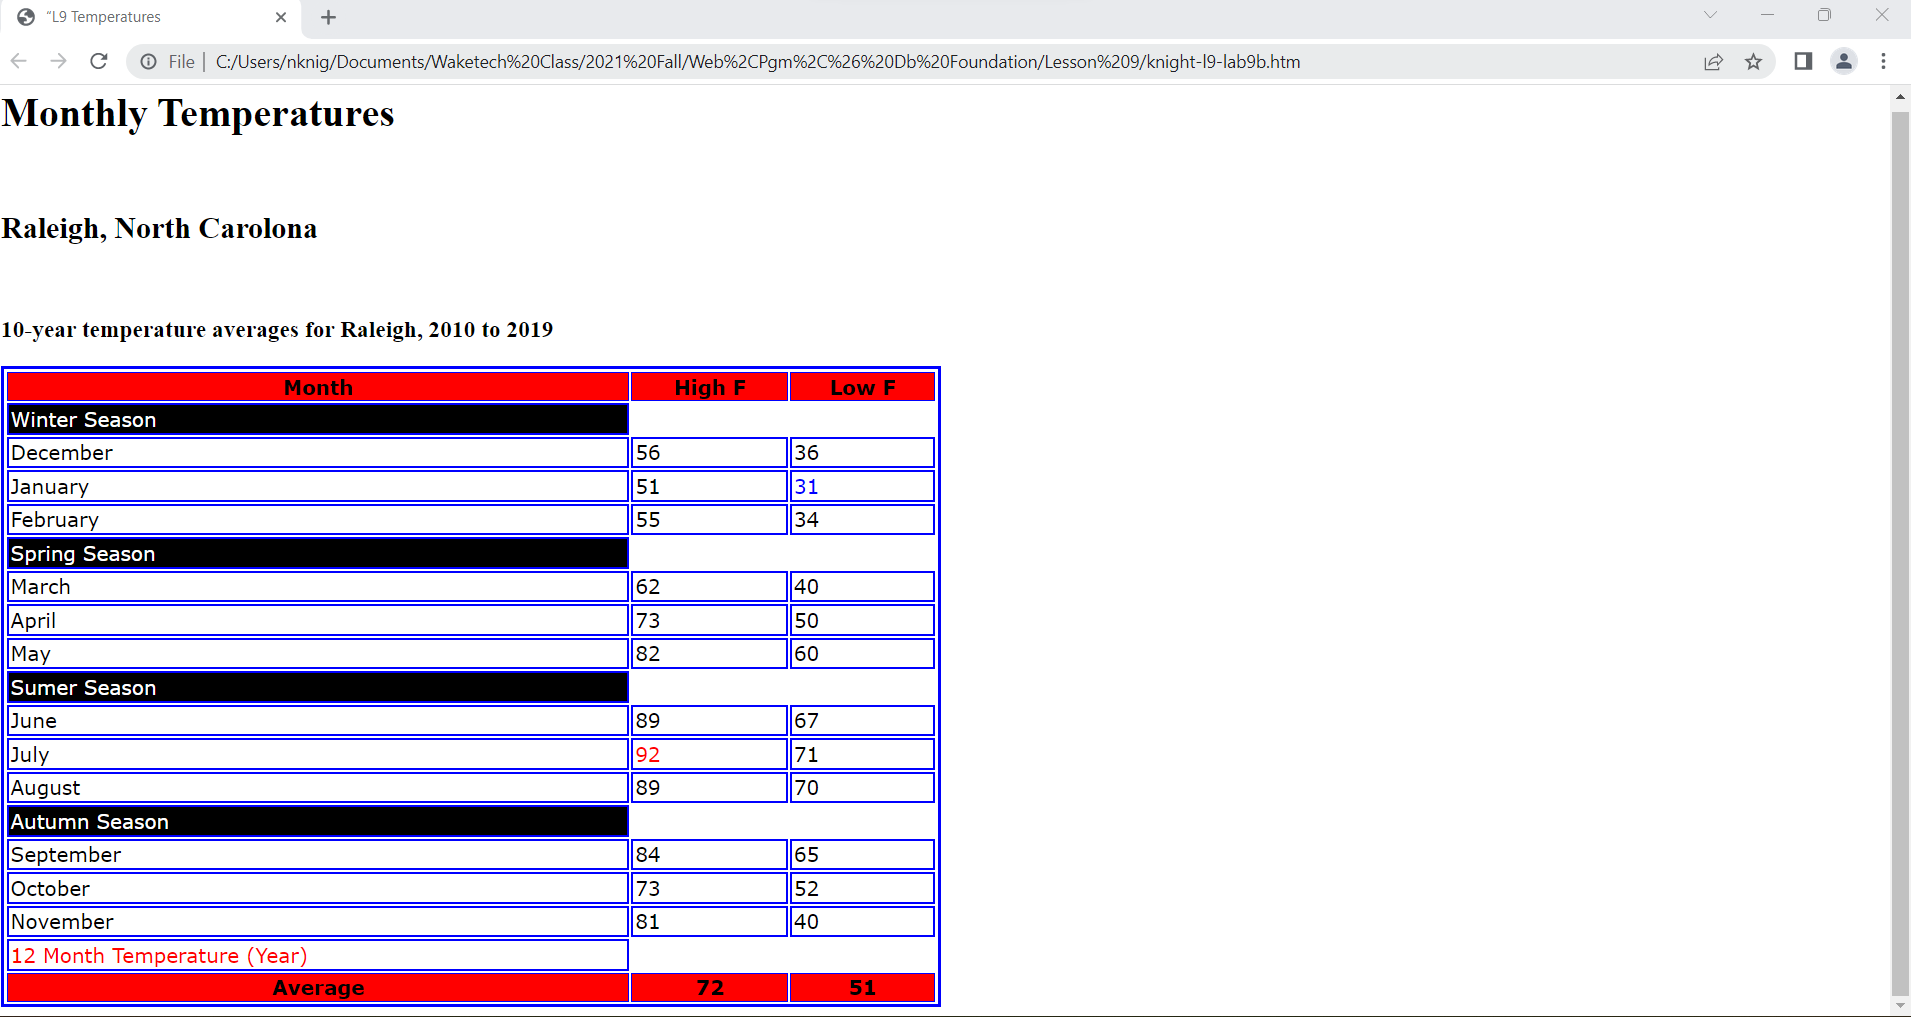 “L9 Temperatures
File | C:/Users/nknig/Documents/Waketech%20Class/2021%20Fall/Web%2CPgm%2C%26%20Db%20Foundation/Lesson%209/knight-l9-lab9b.htm
Monthly Temperatures
Raleigh, North Carolona
10-year temperature averages for Raleigh, 2010 to 2019
Month High F Low F
Winter Season
December 56 36
January 51 31
February 55 34
Spring Season
March 62 40
April 73 50
May 82 60
Sumer Season
June 89 67
July 92 71
August 89 70
Autumn Season
September 84 65
October 73 52
November 81 40
12 Month Temperature (Year)
Average 72 51